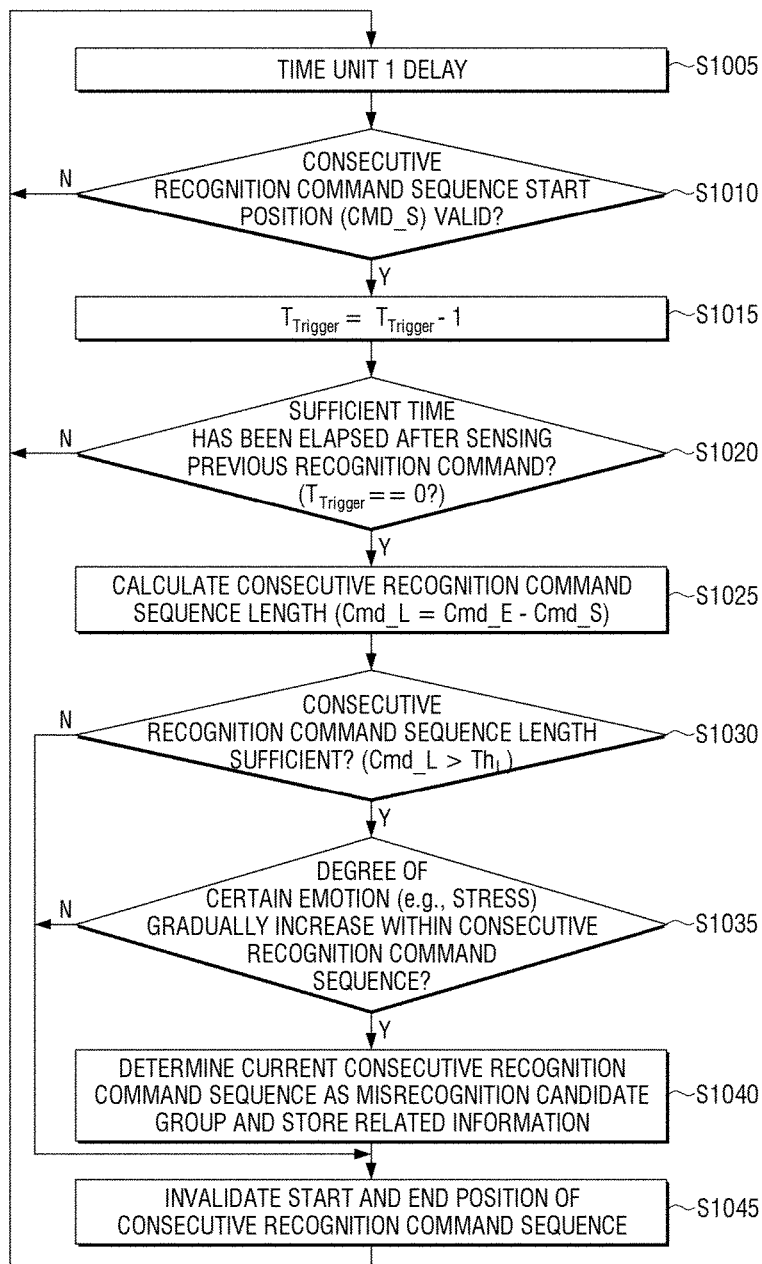 TIME UNIT 1 DELAY
S1005
CONSECUTIVE
RECOGNITION COMMAND SEQUENCE START
POSITION (CMD_S) VALID?
N
S1010
Y
T_Trigger = T_Trigger - 1
S1015
SUFFICIENT TIME
HAS BEEN ELAPSED AFTER SENSING
PREVIOUS RECOGNITION COMMAND?
(T_Trigger == 0?)
N
S1020
Y
CALCULATE CONSECUTIVE RECOGNITION COMMAND
SEQUENCE LENGTH (Cmd_L = Cmd_E - Cmd_S)
S1025
CONSECUTIVE
RECOGNITION COMMAND SEQUENCE LENGTH
SUFFICIENT? (Cmd_L > Th_L)
N
S1030
Y
DEGREE OF
CERTAIN EMOTION (e.g., STRESS)
GRADUALLY INCREASE WITHIN CONSECUTIVE
RECOGNITION COMMAND
SEQUENCE?
N
S1035
Y
DETERMINE CURRENT CONSECUTIVE RECOGNITION
COMMAND SEQUENCE AS MISRECOGNITION CANDIDATE
GROUP AND STORE RELATED INFORMATION
S1040
INVALIDATE START AND END POSITION OF
CONSECUTIVE RECOGNITION COMMAND SEQUENCE
S1045